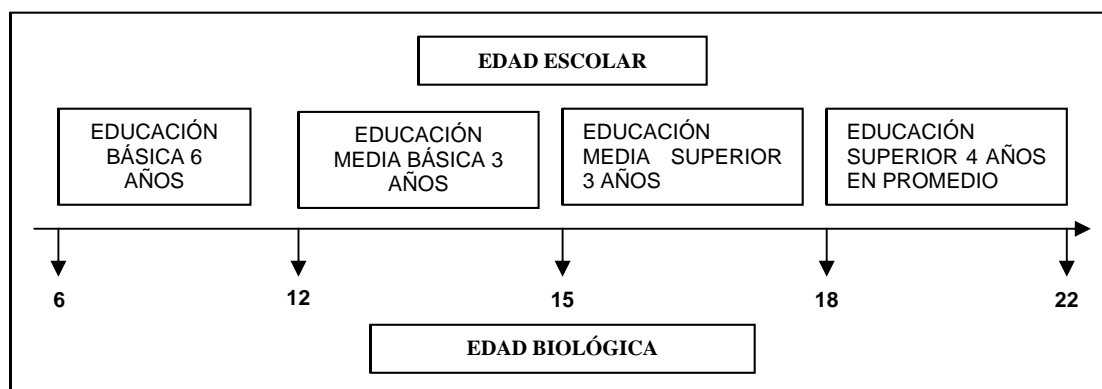 EDAD ESCOLAR
EDUCACIÓN
BÁSICA 6
AÑOS
EDUCACIÓN
MEDIA BÁSICA 3
AÑOS
EDUCACIÓN
MEDIA SUPERIOR
3 AÑOS
EDUCACIÓN
SUPERIOR 4 AÑOS
EN PROMEDIO
6 12 15 18 22
EDAD BIOLÓGICA